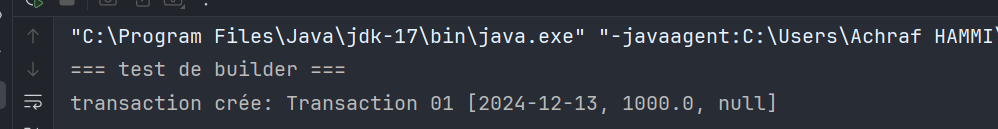 "C:\Program Files\Java\jdk-17\bin\java.exe" "-javaagent:C:\Users\Achraf HAMMI\
=== test de builder ===
transaction crée: Transaction 01 [2024-12-13, 1000.0, null]